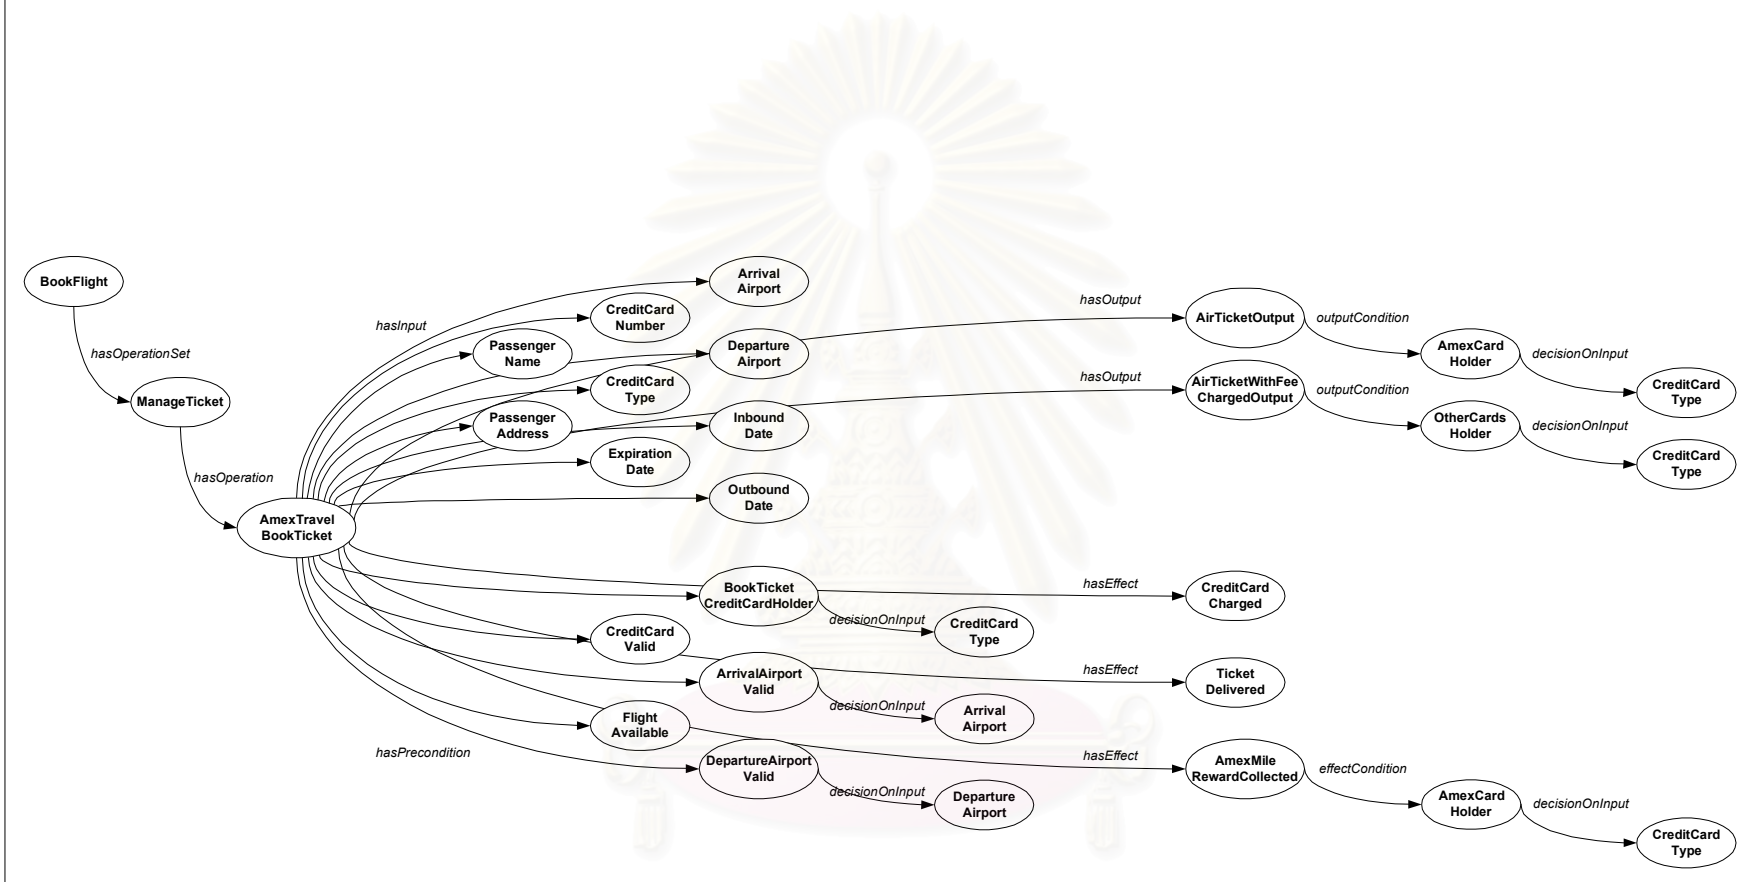 BookFlight
hasOperationSet
ManageTicket
hasOperation
AmexTravel
BookTicket
hasInput
Arrival
Airport
CreditCard
Number
Passenger
Name
Departure
Airport
CreditCard
Type
Passenger
Address
Inbound
Date
Expiration
Date
Outbound
Date
hasOutput
AirTicketOutput
outputCondition
AmexCard
Holder
decisionOnInput
CreditCard
Type
hasOutput
AirTicketWithFee
ChargedOutput
outputCondition
OtherCards
Holder
decisionOnInput
CreditCard
Type
BookTicket
CreditCardHolder
decisionOnInput
CreditCard
Type
hasEffect
CreditCard
Charged
CreditCard
Valid
ArrivalAirport
Valid
decisionOnInput
Arrival
Airport
hasEffect
Ticket
Delivered
Flight
Available
hasPrecondition
DepartureAirport
Valid
decisionOnInput
Departure
Airport
hasEffect
AmexMile
RewardCollected
effectCondition
AmexCard
Holder
decisionOnInput
CreditCard
Type